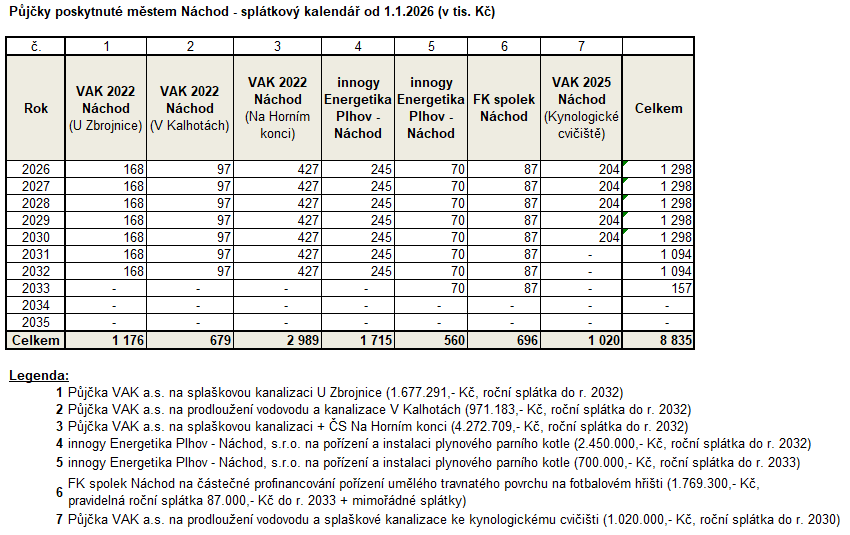 Půjčky poskytnuté městem Náchod - splátkový kalendář od 1.1.2026 (v tis. Kč)
č. 1 2 3 4 5 6 7
Rok VAK 2022 Náchod (U Zbrojnice) VAK 2022 Náchod (V Kalhotách) VAK 2022 Náchod (Na Horním konci) innogy Energetika Plhov - Náchod innogy Energetika Plhov - Náchod FK spolek Náchod VAK 2025 Náchod (Kynologické cvičiště) Celkem
2026 168 97 427 245 70 87 204 1 298
2027 168 97 427 245 70 87 204 1 298
2028 168 97 427 245 70 87 204 1 298
2029 168 97 427 245 70 87 204 1 298
2030 168 97 427 245 70 87 204 1 298
2031 168 97 427 245 70 87 - 1 094
2032 168 97 427 245 70 87 - 1 094
2033 - - - - 70 87 - 157
2034 - - - - - - - -
2035 - - - - - - - -
Celkem 1 176 679 2 989 1 715 560 696 1 020 8 835
Legenda:
1 Půjčka VAK a.s. na splaškovou kanalizaci U Zbrojnice (1.677.291,- Kč, roční splátka do r. 2032)
2 Půjčka VAK a.s. na prodloužení vodovodu a kanalizace V Kalhotách (971.183,- Kč, roční splátka do r. 2032)
3 Půjčka VAK a.s. na splaškovou kanalizaci + ČS Na Horním konci (4.272.709,- Kč, roční splátka do r. 2032)
4 innogy Energetika Plhov - Náchod, s.r.o. na pořízení a instalaci plynového parního kotle (2.450.000,- Kč, roční splátka do r. 2032)
5 innogy Energetika Plhov - Náchod, s.r.o. na pořízení a instalaci plynového parního kotle (700.000,- Kč, roční splátka do r. 2033)
6 FK spolek Náchod na částečné profinancování pořízení umělého travnatého povrchu na fotbalovém hřišti (1.769.300,- Kč,
pravidelná roční splátka 87.000,- Kč do r. 2033 + mimořádné splátky)
7 Půjčka VAK a.s. na prodloužení vodovodu a splaškové kanalizace ke kynologickému cvičišti (1.020.000,- Kč, roční splátka do r. 2030)